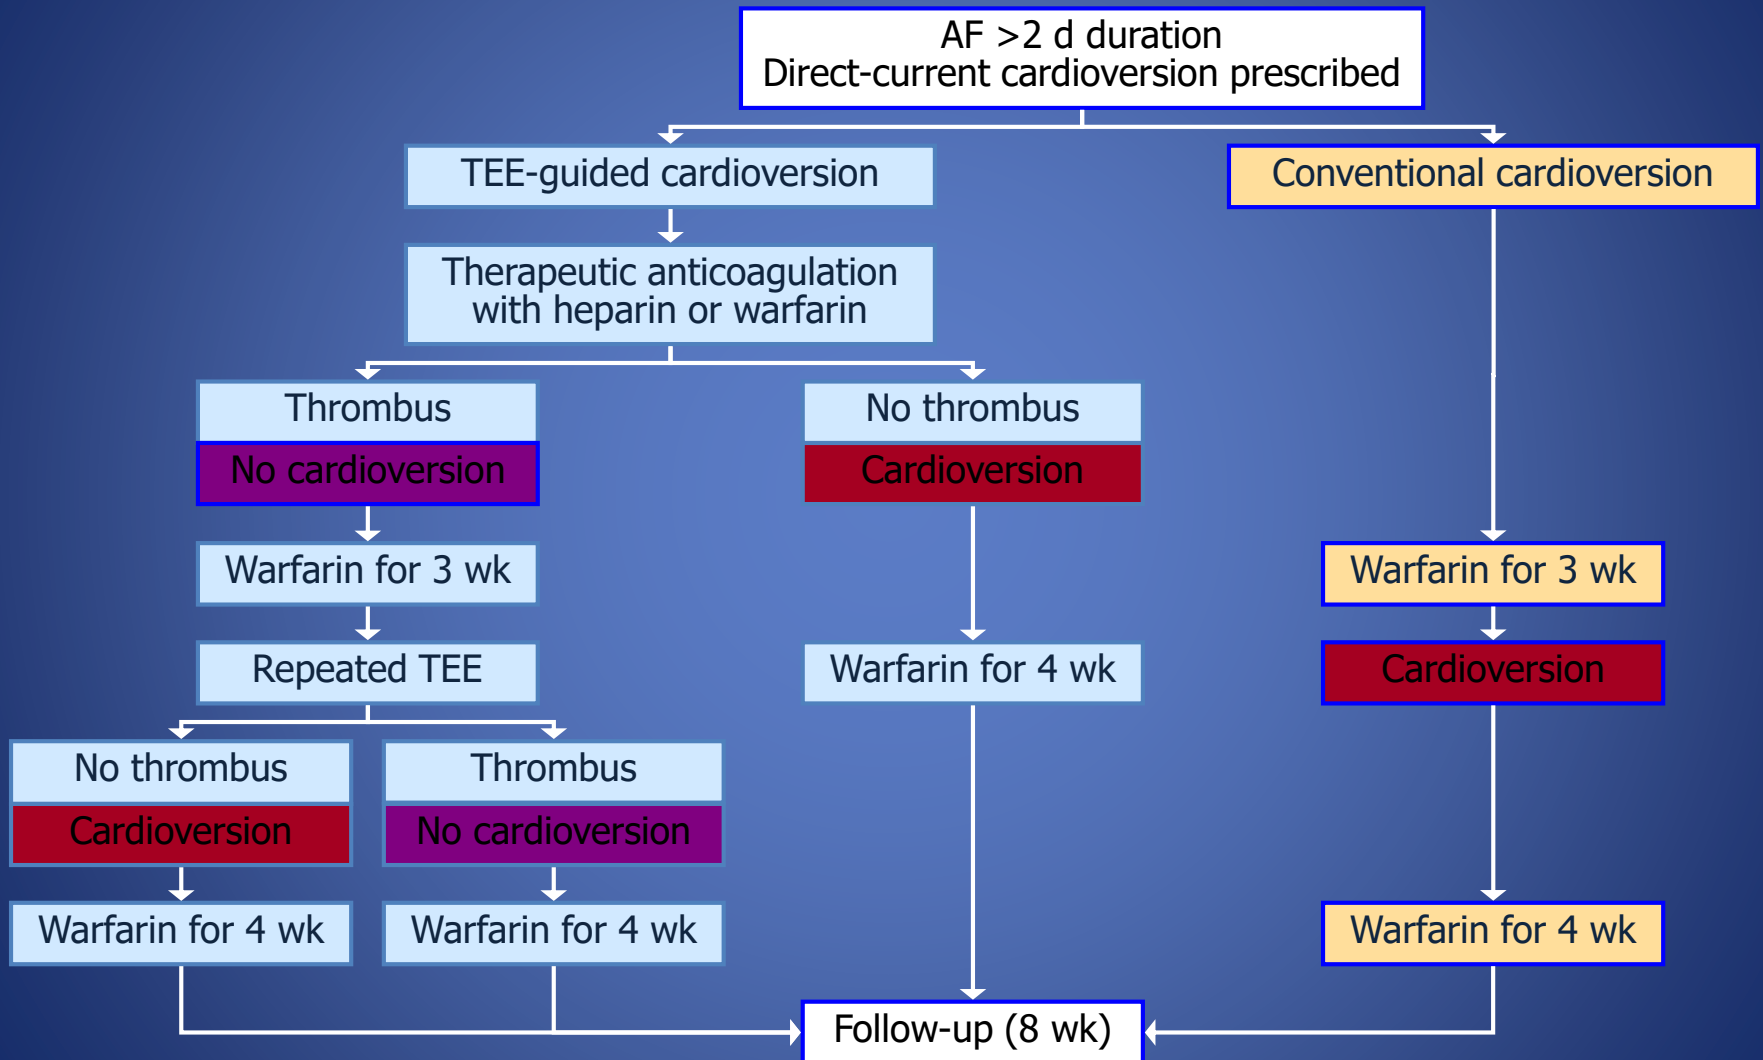 AF >2 d duration
Direct-current cardioversion prescribed
TEE-guided cardioversion
Conventional cardioversion
Therapeutic anticoagulation
with heparin or warfarin
Thrombus
No cardioversion
No thrombus
Cardioversion
Warfarin for 3 wk
Warfarin for 3 wk
Repeated TEE
Warfarin for 4 wk
Cardioversion
No thrombus
Cardioversion
Thrombus
No cardioversion
Warfarin for 4 wk
Warfarin for 4 wk
Warfarin for 4 wk
Follow-up (8 wk)